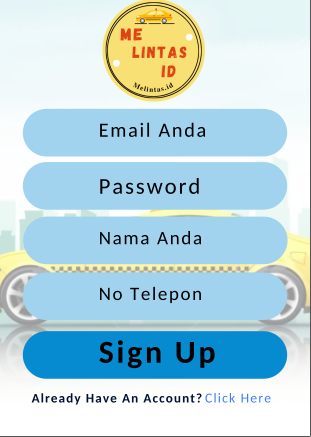 ME
LINTAS
ID
Melintas.id
Email Anda
Password
Nama Anda
No Telepon
Sign Up
Already Have An Account? Click Here